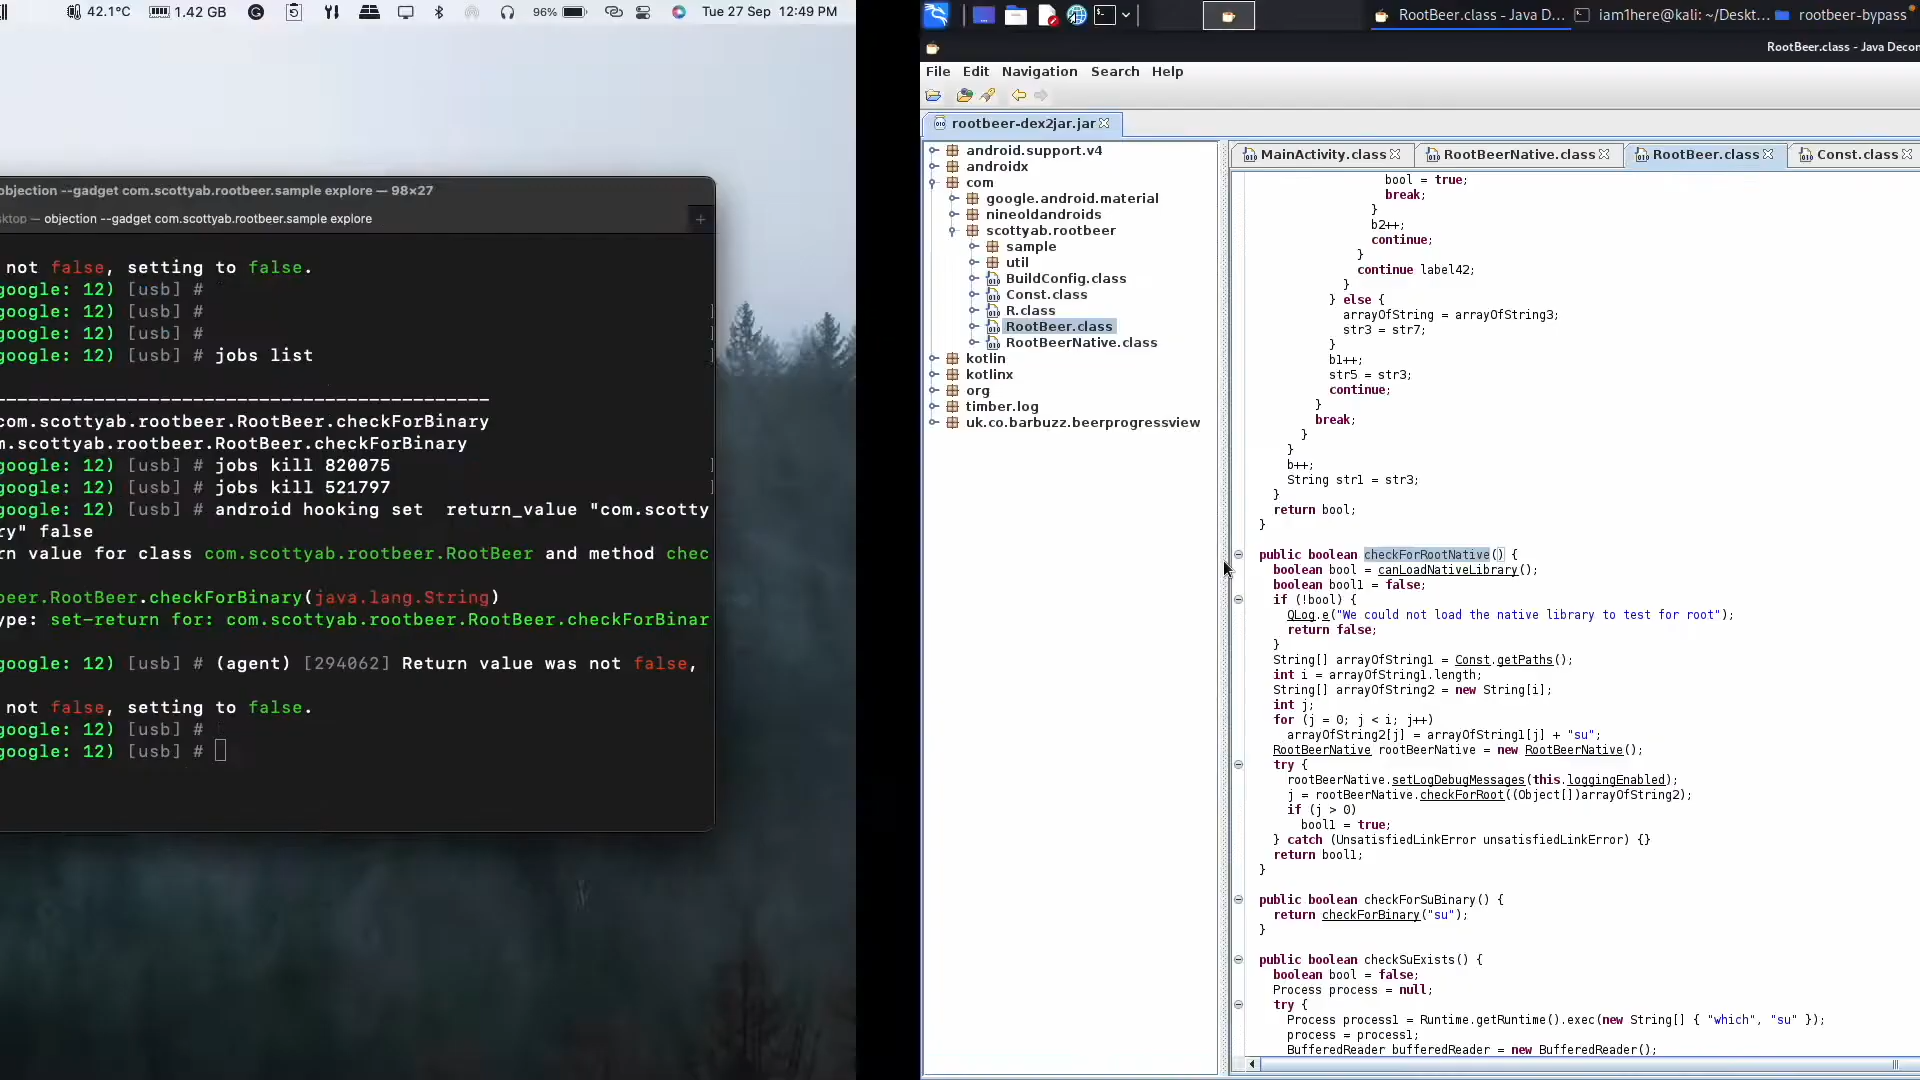 42.1°C
1.42 GB
96%
Tue 27 Sep 12:49 PM
objection --gadget com.scottyab.rootbeer.sample explore — 98×27
sktop — objection --gadget com.scottyab.rootbeer.sample explore
+
not false, setting to false.
google: 12) [usb] #
google: 12) [usb] # ]
google: 12) [usb] # ]
google: 12) [usb] # jobs list ]
------------------------------------------
com.scottyab.rootbeer.RootBeer.checkForBinary
m.scottyab.rootbeer.RootBeer.checkForBinary
google: 12) [usb] # jobs kill 820075 ]
google: 12) [usb] # jobs kill 521797 ]
google: 12) [usb] # android hooking set  return_value "com.scotty
ry" false
rn value for class com.scottyab.rootbeer.RootBeer and method chec
beer.RootBeer.checkForBinary(java.lang.String)
ype: set-return for: com.scottyab.rootbeer.RootBeer.checkForBinar
google: 12) [usb] # (agent) [294062] Return value was not false,
not false, setting to false.
google: 12) [usb] #
google: 12) [usb] #
RootBeer.class - Java D...
iam1here@kali: ~/Deskt...
rootbeer-bypass
RootBeer.class - Java Decom
File Edit Navigation Search Help
rootbeer-dex2jar.jar
android.support.v4
androidx
com
google.android.material
nineoldandroids
scottyab.rootbeer
sample
util
BuildConfig.class
Const.class
R.class
RootBeer.class
RootBeerNative.class
kotlin
kotlinx
org
timber.log
uk.co.barbuzz.beerprogressview
MainActivity.class RootBeerNative.class RootBeer.class Const.class
bool = true;
break;
}
b2++;
continue;
}
continue label42;
}
} else {
arrayOfString = arrayOfString3;
str3 = str7;
}
b1++;
str5 = str3;
continue;
}
break;
}
}
b++;
String str1 = str3;
}
return bool;
}
public boolean checkForRootNative() {
boolean bool = canLoadNativeLibrary();
boolean bool1 = false;
if (!bool) {
QLog.e("We could not load the native library to test for root");
return false;
}
String[] arrayOfString1 = Const.getPaths();
int i = arrayOfString1.length;
String[] arrayOfString2 = new String[i];
int j;
for (j = 0; j < i; j++)
arrayOfString2[j] = arrayOfString1[j] + "su";
RootBeerNative rootBeerNative = new RootBeerNative();
try {
rootBeerNative.setLogDebugMessages(this.loggingEnabled);
j = rootBeerNative.checkForRoot((Object[])arrayOfString2);
if (j > 0)
bool1 = true;
} catch (UnsatisfiedLinkError unsatisfiedLinkError) {}
return bool1;
}
public boolean checkForSuBinary() {
return checkForBinary("su");
}
public boolean checkSuExists() {
boolean bool = false;
Process process = null;
try {
Process process1 = Runtime.getRuntime().exec(new String[] { "which", "su" });
process = process1;
BufferedReader bufferedReader = new BufferedReader();